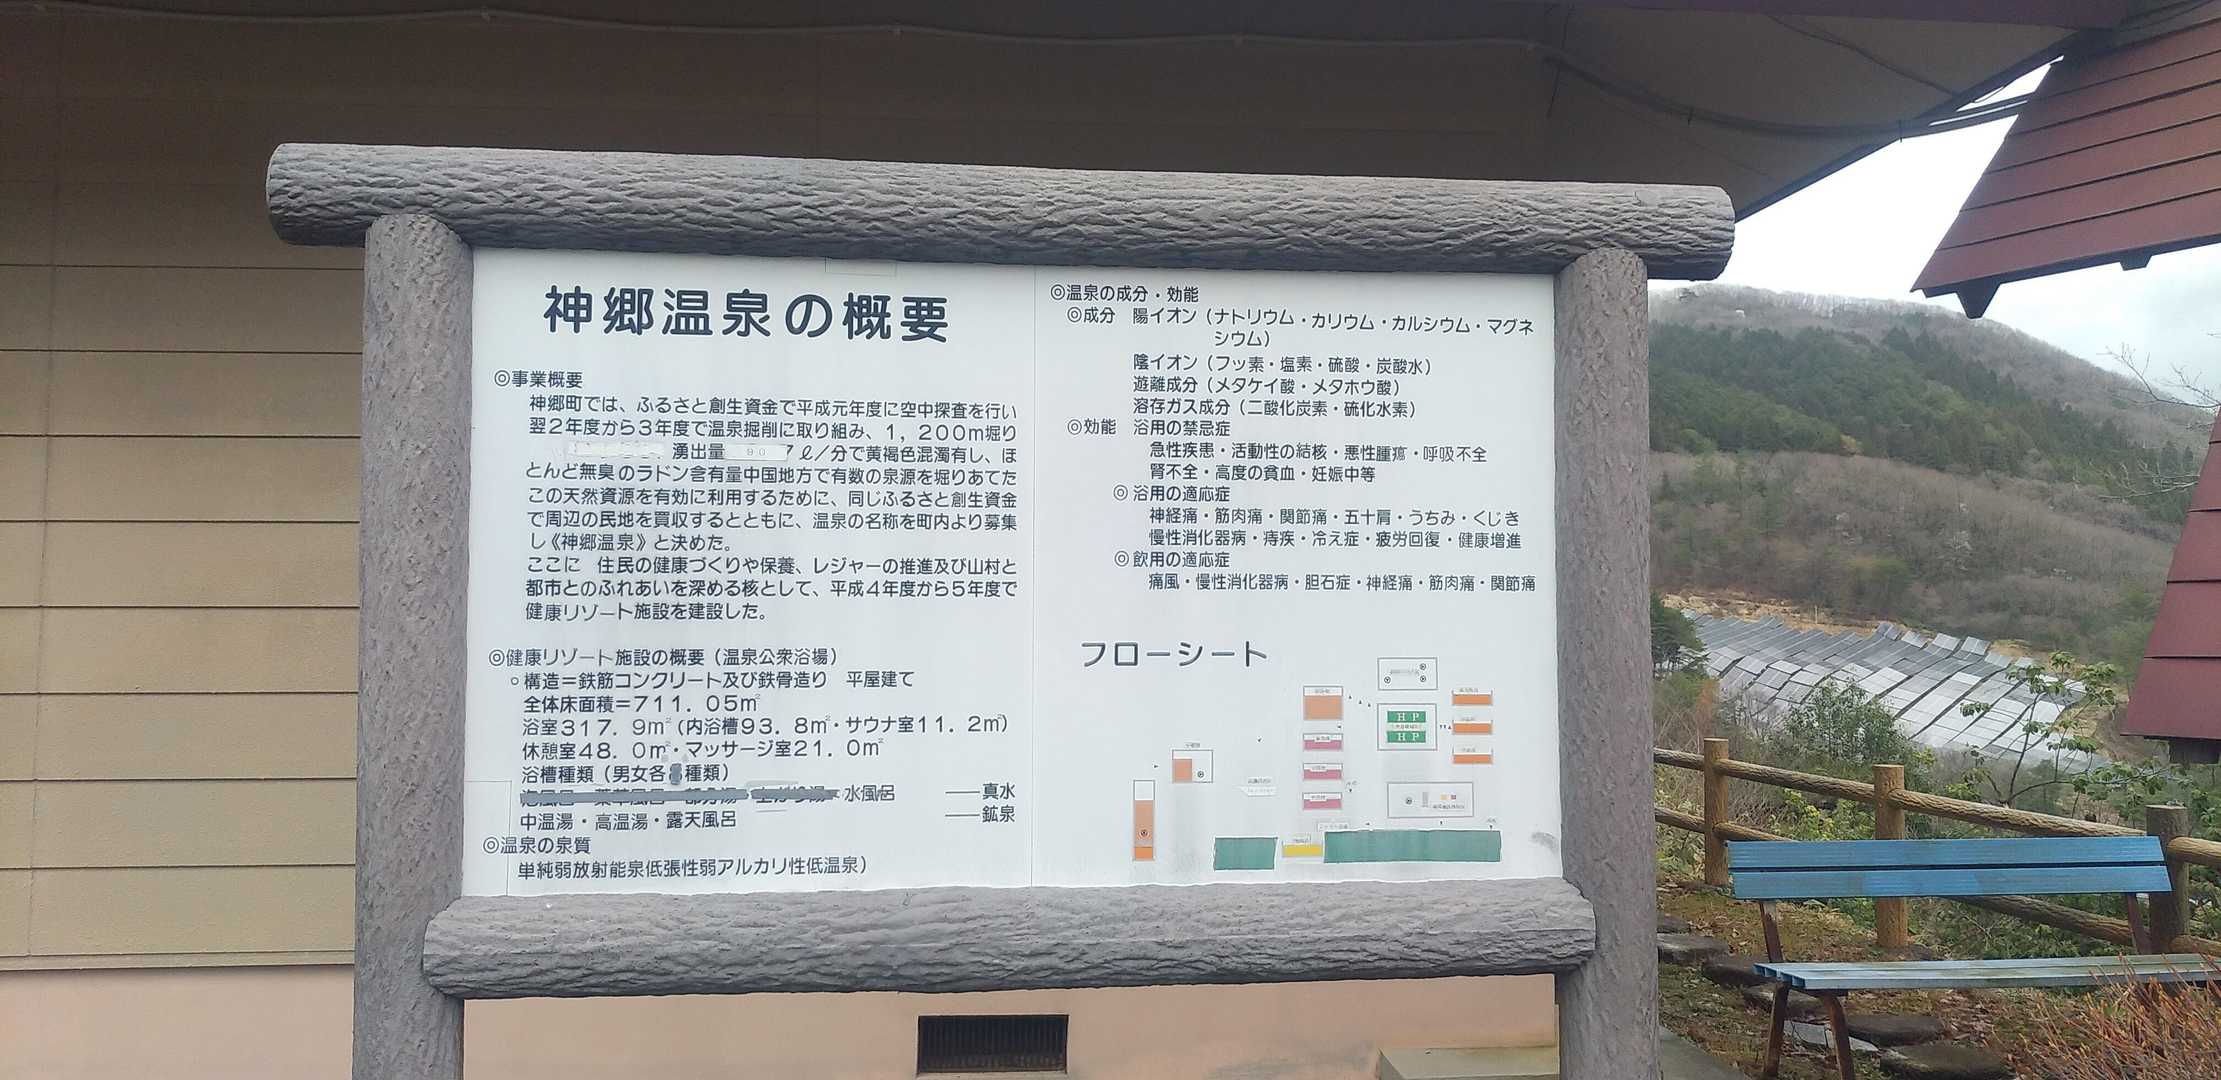 神郷温泉の概要
◎事業概要
神郷町では、ふるさと創生資金で平成元年度に空中探査を行い
翌2年度から3年度で温泉掘削に取り組み、1，200m堀り
湧出量 90 7ℓ/分で黄褐色混濁有し、ほ
とんど無臭のラドン含有量中国地方で有数の泉源を堀りあてた
この天然資源を有効に利用するために、同じふるさと創生資金
で周辺の民地を買収するとともに、温泉の名称を町内より募集
し《神郷温泉》と決めた。
ここに　住民の健康づくりや保養、レジャーの推進及び山村と
都市とのふれあいを深める核として、平成4年度から5年度で
健康リゾート施設を建設した。
◎健康リゾート施設の概要（温泉公衆浴場）
○構造＝鉄筋コンクリート及び鉄骨造り　平屋建て
全体床面積＝711．05㎡
浴室317．9㎡（内浴槽93．8㎡・サウナ室11．2㎡）
休憩室48．0㎡・マッサージ室21．0㎡
浴槽種類（男女各 種類）
水風呂 ──真水
中温湯・高温湯・露天風呂 ──鉱泉
◎温泉の泉質
単純弱放射能泉低張性弱アルカリ性低温泉）
◎温泉の成分・効能
◎成分　陽イオン（ナトリウム・カリウム・カルシウム・マグネ
シウム）
陰イオン（フッ素・塩素・硫酸・炭酸水）
遊離成分（メタケイ酸・メタホウ酸）
溶存ガス成分（二酸化炭素・硫化水素）
◎効能　浴用の禁忌症
急性疾患・活動性の結核・悪性腫瘍・呼吸不全
腎不全・高度の貧血・妊娠中等
◎浴用の適応症
神経痛・筋肉痛・関節痛・五十肩・うちみ・くじき
慢性消化器病・痔疾・冷え症・疲労回復・健康増進
◎飲用の適応症
痛風・慢性消化器病・胆石症・神経痛・筋肉痛・関節痛
フローシート
HP
HP